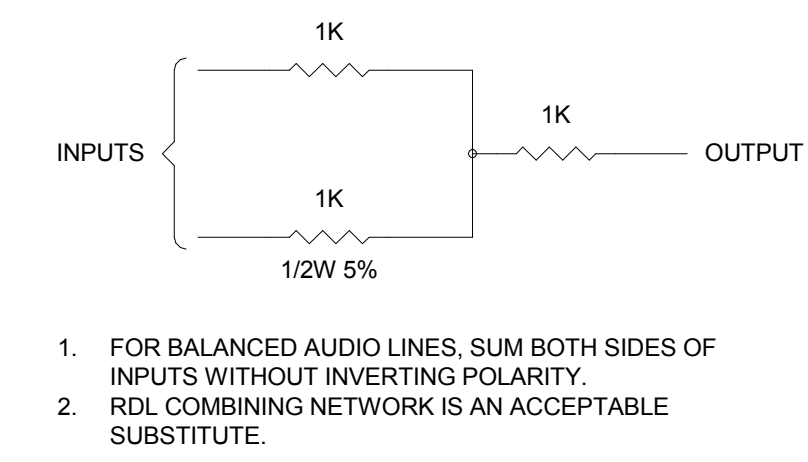 1K
1K
INPUTS
OUTPUT
1K
1/2W 5%
1. FOR BALANCED AUDIO LINES, SUM BOTH SIDES OF
INPUTS WITHOUT INVERTING POLARITY.
2. RDL COMBINING NETWORK IS AN ACCEPTABLE
SUBSTITUTE.